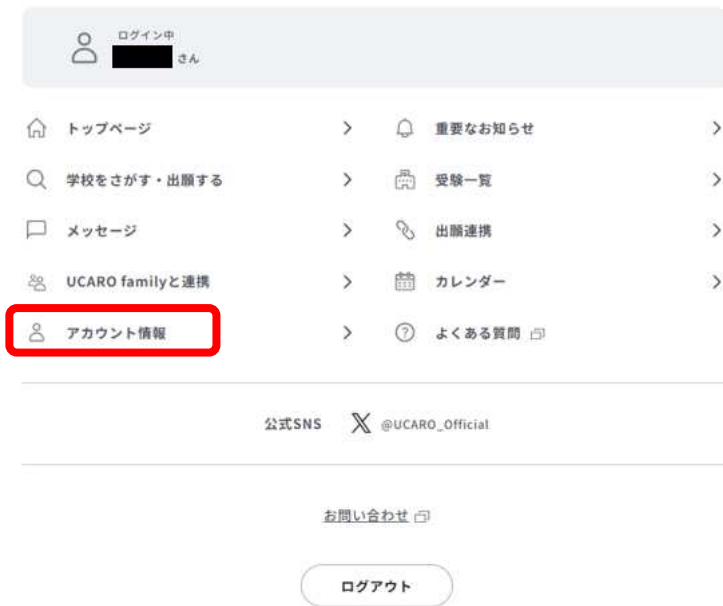 ログイン中
さん
トップページ
重要なお知らせ
学校をさがす・出願する
受験一覧
メッセージ
出願連携
UCARO familyと連携
カレンダー
アカウント情報
よくある質問
公式SNS
@UCARO_Official
お問い合わせ
ログアウト